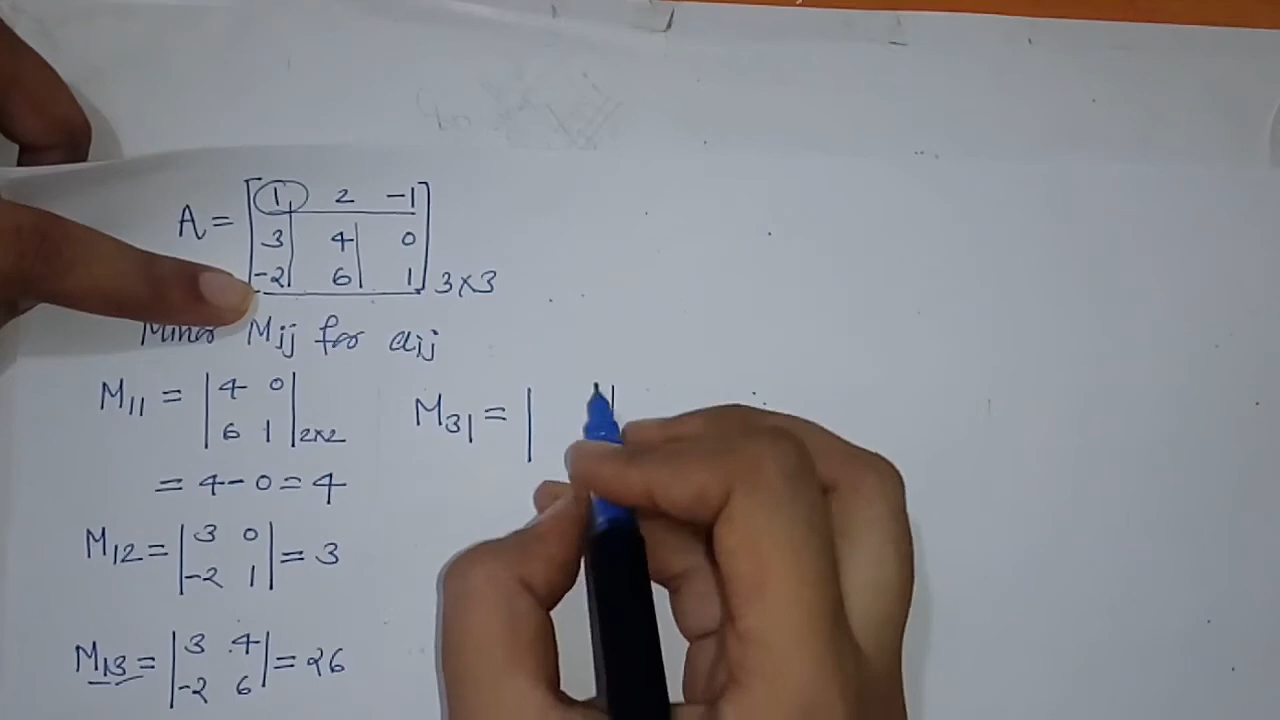 1 2 -1
A = 3 4 0
-2 6 1 3×3
Minor Mij for aij
M11 = | 4 0 |
6 1 2×2
= 4 - 0 = 4
M12 = | 3 0 | = 3
-2 1
M13 = | 3 4 | = 26
-2 6
M31 = |